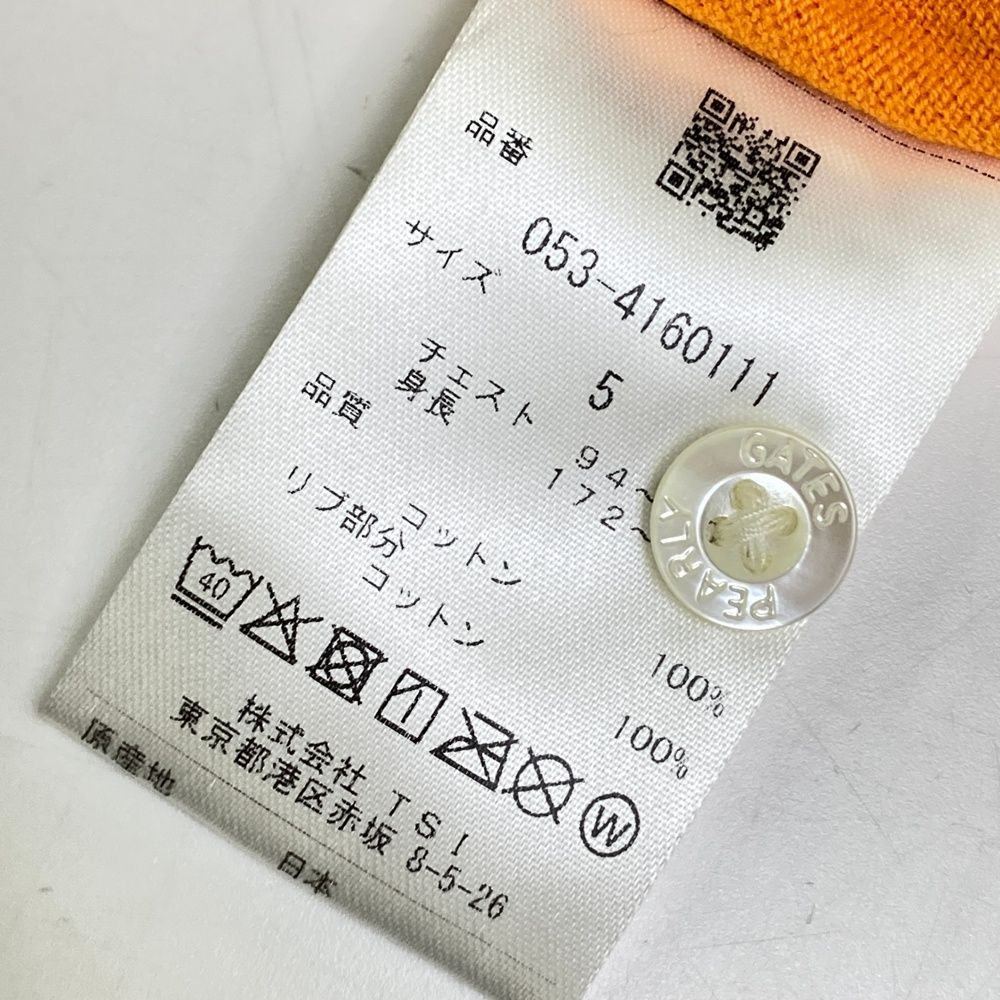 品番
053-4160111
サイズ
5
チェスト 94~
身長 172~
品質
コットン 100%
リブ部分
コットン 100%
40
W
株式会社 TSI
東京都港区赤坂 8-5-26
原産地
日本
PEARLY GATES